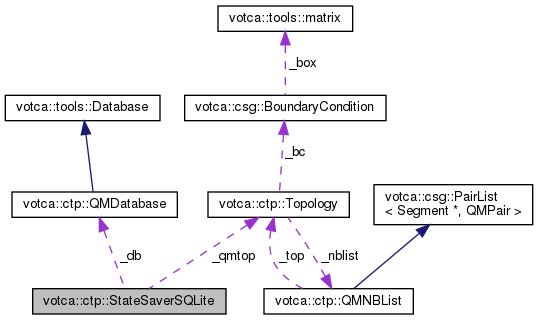 votca::tools::matrix
_box
votca::tools::Database
votca::csg::BoundaryCondition
_bc
votca::ctp::QMDatabase
votca::ctp::Topology
votca::csg::PairList
< Segment *, QMPair >
_db
_qmtop
_top
_nblist
votca::ctp::StateSaverSQLite
votca::ctp::QMNBList